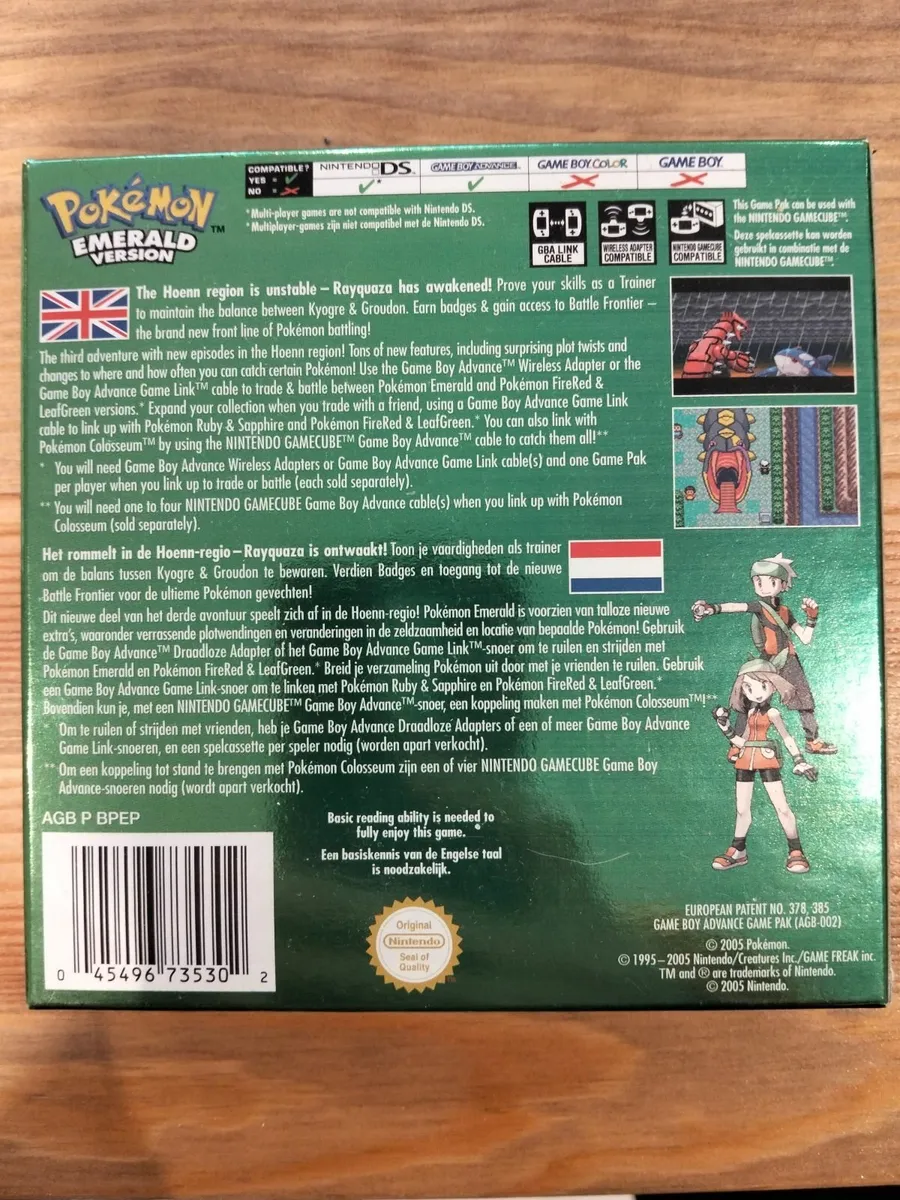 COMPATIBLE?
YES =
NO =
NINTENDO DS™
*
GAME BOY ADVANCE™
GAME BOY COLOR
GAME BOY™
POKéMON™
EMERALD
VERSION
*Multi-player games are not compatible with Nintendo DS.
*Multiplayer-games zijn niet compatibel met de Nintendo DS.
GBA LINK
CABLE
WIRELESS ADAPTER
COMPATIBLE
NINTENDO GAMECUBE
COMPATIBLE
This Game Pak can be used with
the NINTENDO GAMECUBE™.
Deze spelcassette kan worden
gebruikt in combinatie met de
NINTENDO GAMECUBE™.
The Hoenn region is unstable – Rayquaza has awakened! Prove your skills as a Trainer
to maintain the balance between Kyogre & Groudon. Earn badges & gain access to Battle Frontier –
the brand new front line of Pokémon battling!
The third adventure with new episodes in the Hoenn region! Tons of new features, including surprising plot twists and
changes to where and how often you can catch certain Pokémon! Use the Game Boy Advance™ Wireless Adapter or the
Game Boy Advance Game Link™ cable to trade & battle between Pokémon Emerald and Pokémon FireRed &
LeafGreen versions.* Expand your collection when you trade with a friend, using a Game Boy Advance Game Link
cable to link up with Pokémon Ruby & Sapphire and Pokémon FireRed & LeafGreen.* You can also link with
Pokémon Colosseum™ by using the NINTENDO GAMECUBE™ Game Boy Advance™ cable to catch them all!**
* You will need Game Boy Advance Wireless Adapters or Game Boy Advance Game Link cable(s) and one Game Pak
per player when you link up to trade or battle (each sold separately).
** You will need one to four NINTENDO GAMECUBE Game Boy Advance cable(s) when you link up with Pokémon
Colosseum (sold separately).
Het rommelt in de Hoenn-regio – Rayquaza is ontwaakt! Toon je vaardigheden als trainer
om de balans tussen Kyogre & Groudon te bewaren. Verdien Badges en toegang tot de nieuwe
Battle Frontier voor de ultieme Pokémon gevechten!
Dit nieuwe deel van het derde avontuur speelt zich af in de Hoenn-regio! Pokémon Emerald is voorzien van talloze nieuwe
extra's, waaronder verrassende plotwendingen en veranderingen in de zeldzaamheid en locatie van bepaalde Pokémon! Gebruik
de Game Boy Advance™ Draadloze Adapter of het Game Boy Advance Game Link™-snoer om te ruilen en strijden met
Pokémon Emerald en Pokémon FireRed & LeafGreen.* Breid je verzameling Pokémon uit door met je vrienden te ruilen. Gebruik
een Game Boy Advance Game Link-snoer om te linken met Pokémon Ruby & Sapphire en Pokémon FireRed & LeafGreen.*
Bovendien kun je, met een NINTENDO GAMECUBE™ Game Boy Advance™-snoer, een koppeling maken met Pokémon Colosseum™!**
* Om te ruilen of strijden met vrienden, heb je Game Boy Advance Draadloze Adapters of een of meer Game Boy Advance
Game Link-snoeren, en een spelcassette per speler nodig (worden apart verkocht).
** Om een koppeling tot stand te brengen met Pokémon Colosseum zijn een of vier NINTENDO GAMECUBE Game Boy
Advance-snoeren nodig (wordt apart verkocht).
AGB P BPEP
Basic reading ability is needed to
fully enjoy this game.
Een basiskennis van de Engelse taal
is noodzakelijk.
0 45496 73530 2
Original
Nintendo
Seal of
Quality
EUROPEAN PATENT NO. 378, 385
GAME BOY ADVANCE GAME PAK (AGB-002)
© 2005 Pokémon.
© 1995–2005 Nintendo/Creatures Inc./GAME FREAK inc.
TM and ® are trademarks of Nintendo.
© 2005 Nintendo.